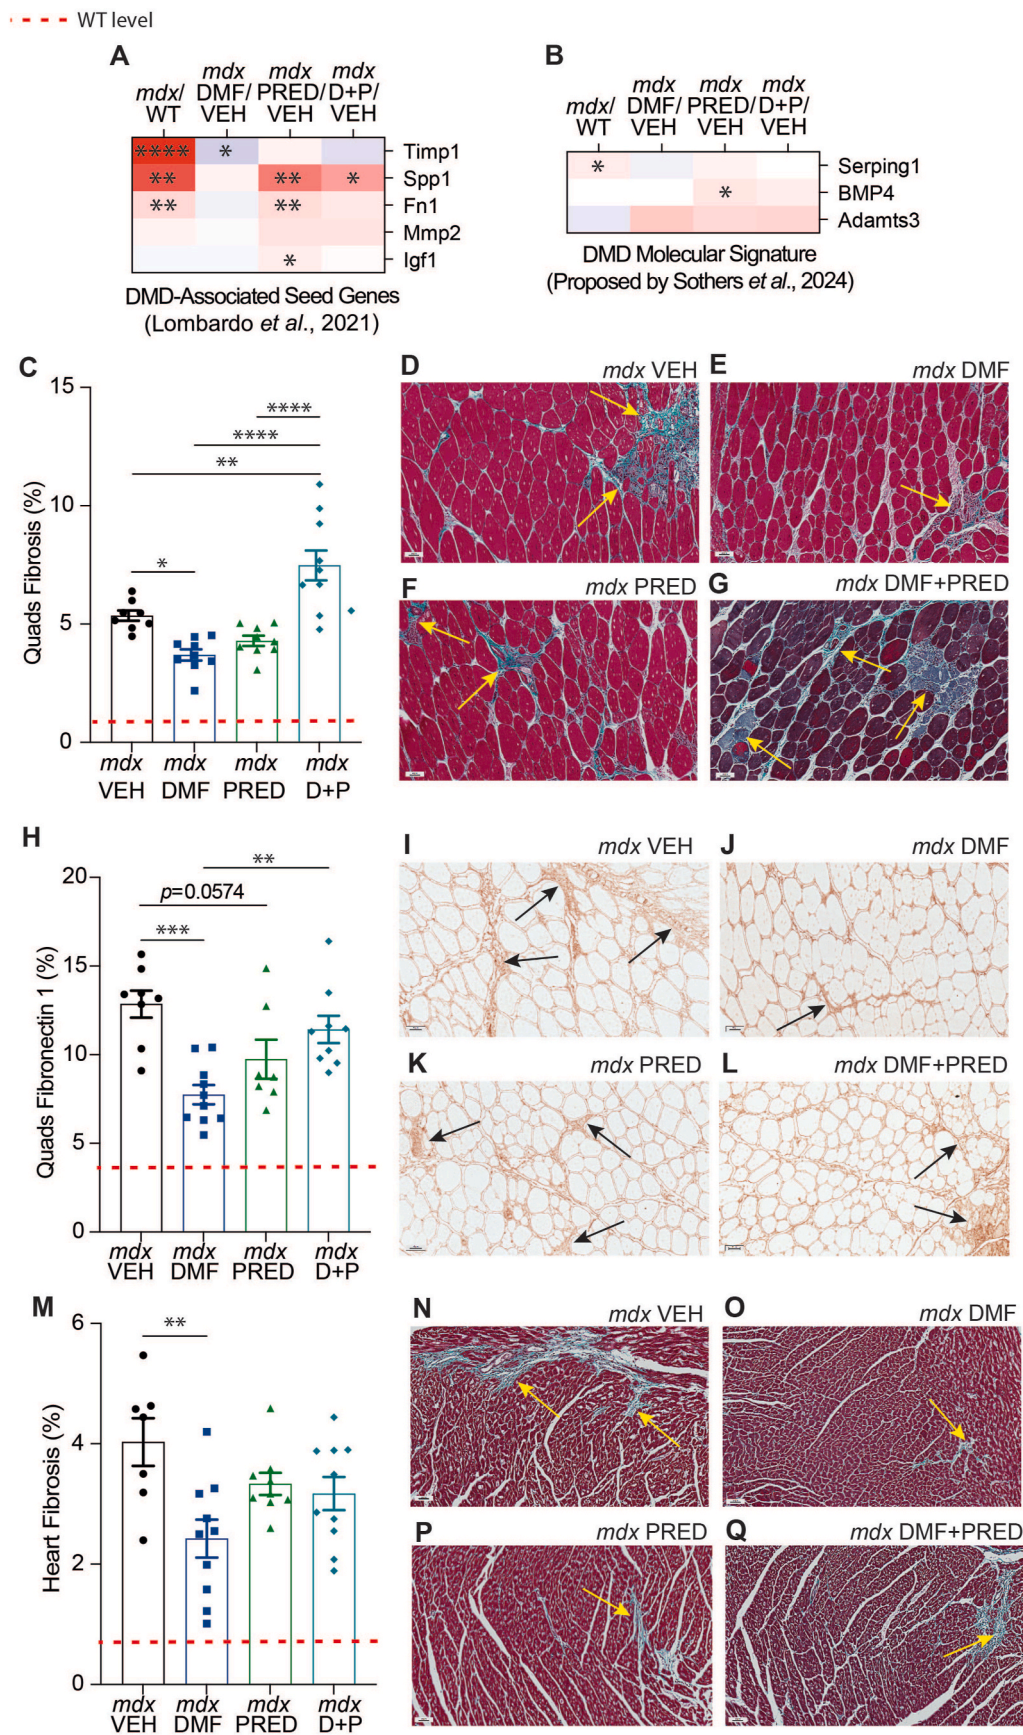 WT level
A
mdx/
WT
mdx
DMF/
VEH
mdx
PRED/
VEH
mdx
D+P/
VEH
**** * Timp1
** ** * Spp1
** ** Fn1
Mmp2
* Igf1
DMD-Associated Seed Genes
(Lombardo et al., 2021)
B
mdx/
WT
mdx
DMF/
VEH
mdx
PRED/
VEH
mdx
D+P/
VEH
* Serping1
* BMP4
Adamts3
DMD Molecular Signature
(Proposed by Sothers et al., 2024)
C
Quads Fibrosis (%)
15
10
5
0
****
****
**
*
mdx
VEH
mdx
DMF
mdx
PRED
mdx
D+P
D
mdx VEH
E
mdx DMF
F
mdx PRED
G
mdx DMF+PRED
H
Quads Fibronectin 1 (%)
20
15
10
5
0
**
p=0.0574
***
mdx
VEH
mdx
DMF
mdx
PRED
mdx
D+P
I
mdx VEH
J
mdx DMF
K
mdx PRED
L
mdx DMF+PRED
M
Heart Fibrosis (%)
6
4
2
0
**
mdx
VEH
mdx
DMF
mdx
PRED
mdx
D+P
N
mdx VEH
O
mdx DMF
P
mdx PRED
Q
mdx DMF+PRED